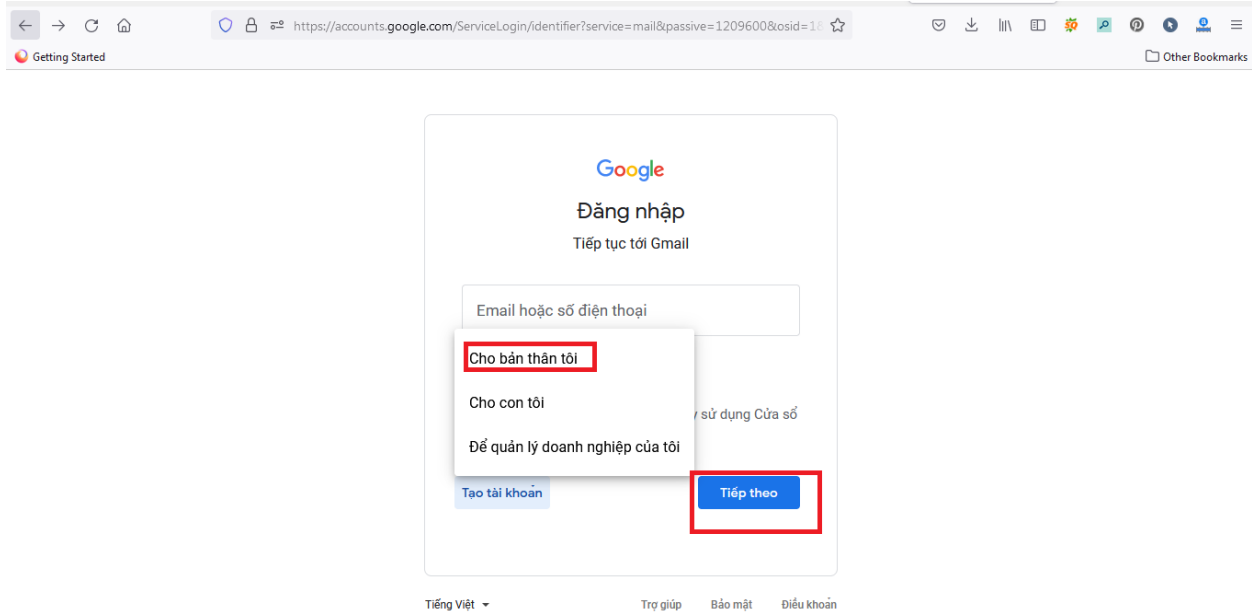 https://accounts.google.com/ServiceLogin/identifier?service=mail&passive=1209600&osid=1&
Getting Started
Other Bookmarks
Google
Đăng nhập
Tiếp tục tới Gmail
Email hoặc số điện thoại
Cho bản thân tôi
Cho con tôi
sử dụng Cửa sổ
Để quản lý doanh nghiệp của tôi
Tạo tài khoản
Tiếp theo
Tiếng Việt
Trợ giúp
Bảo mật
Điều khoản